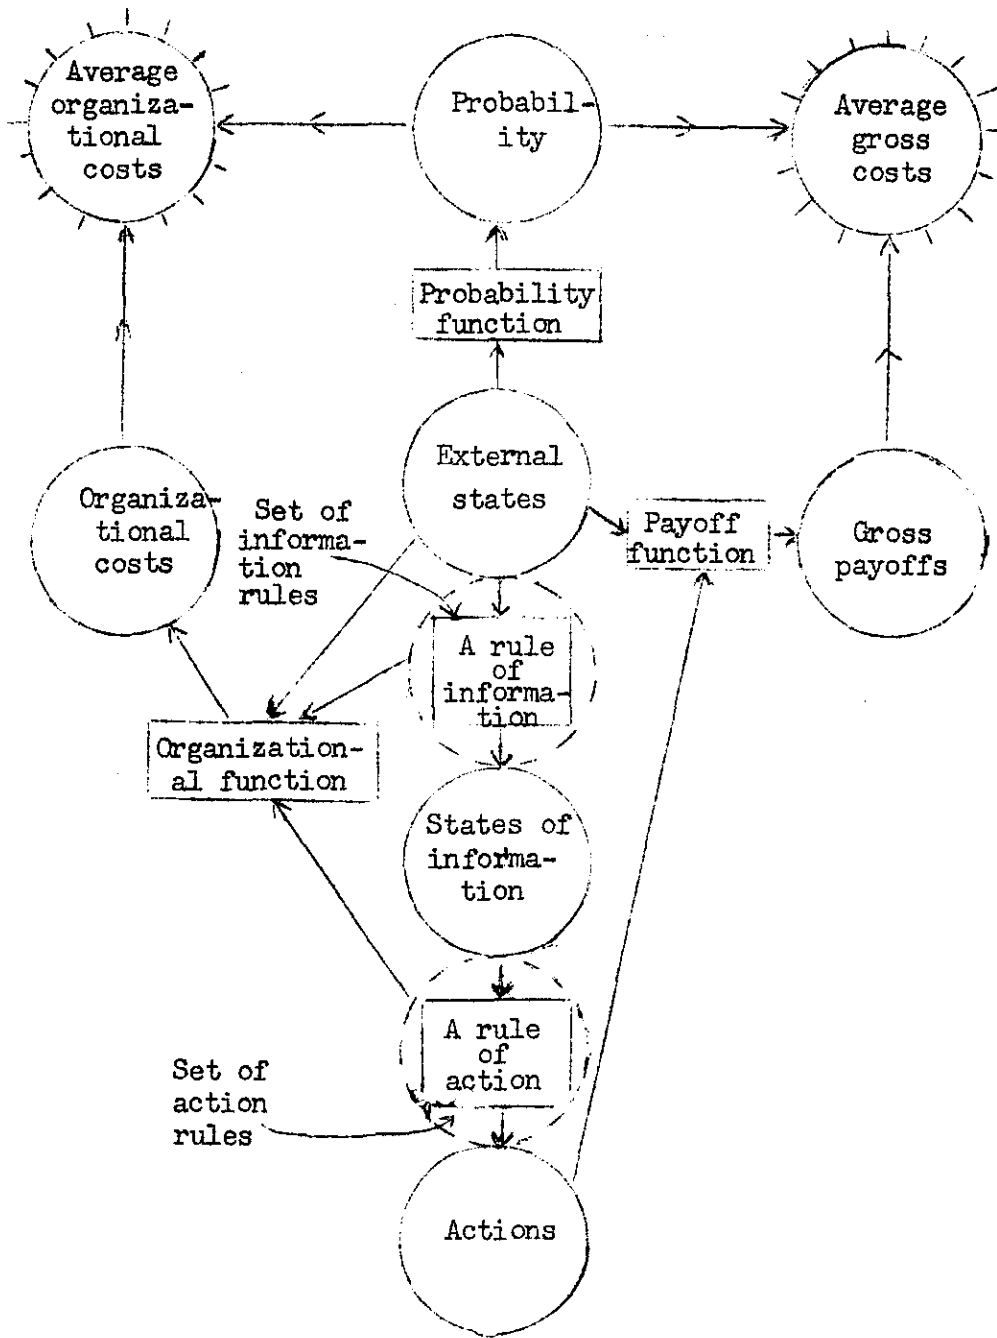 Average
organiza-
tional
costs
Probabil-
ity
Average
gross
costs
Probability
function
External
states
Organiza-
tional
costs
Set of
informa-
tion
rules
Payoff
function
Gross
payoffs
A rule
of
informa-
tion
Organization-
al function
States of
informa-
tion
A rule
of
action
Set of
action
rules
Actions